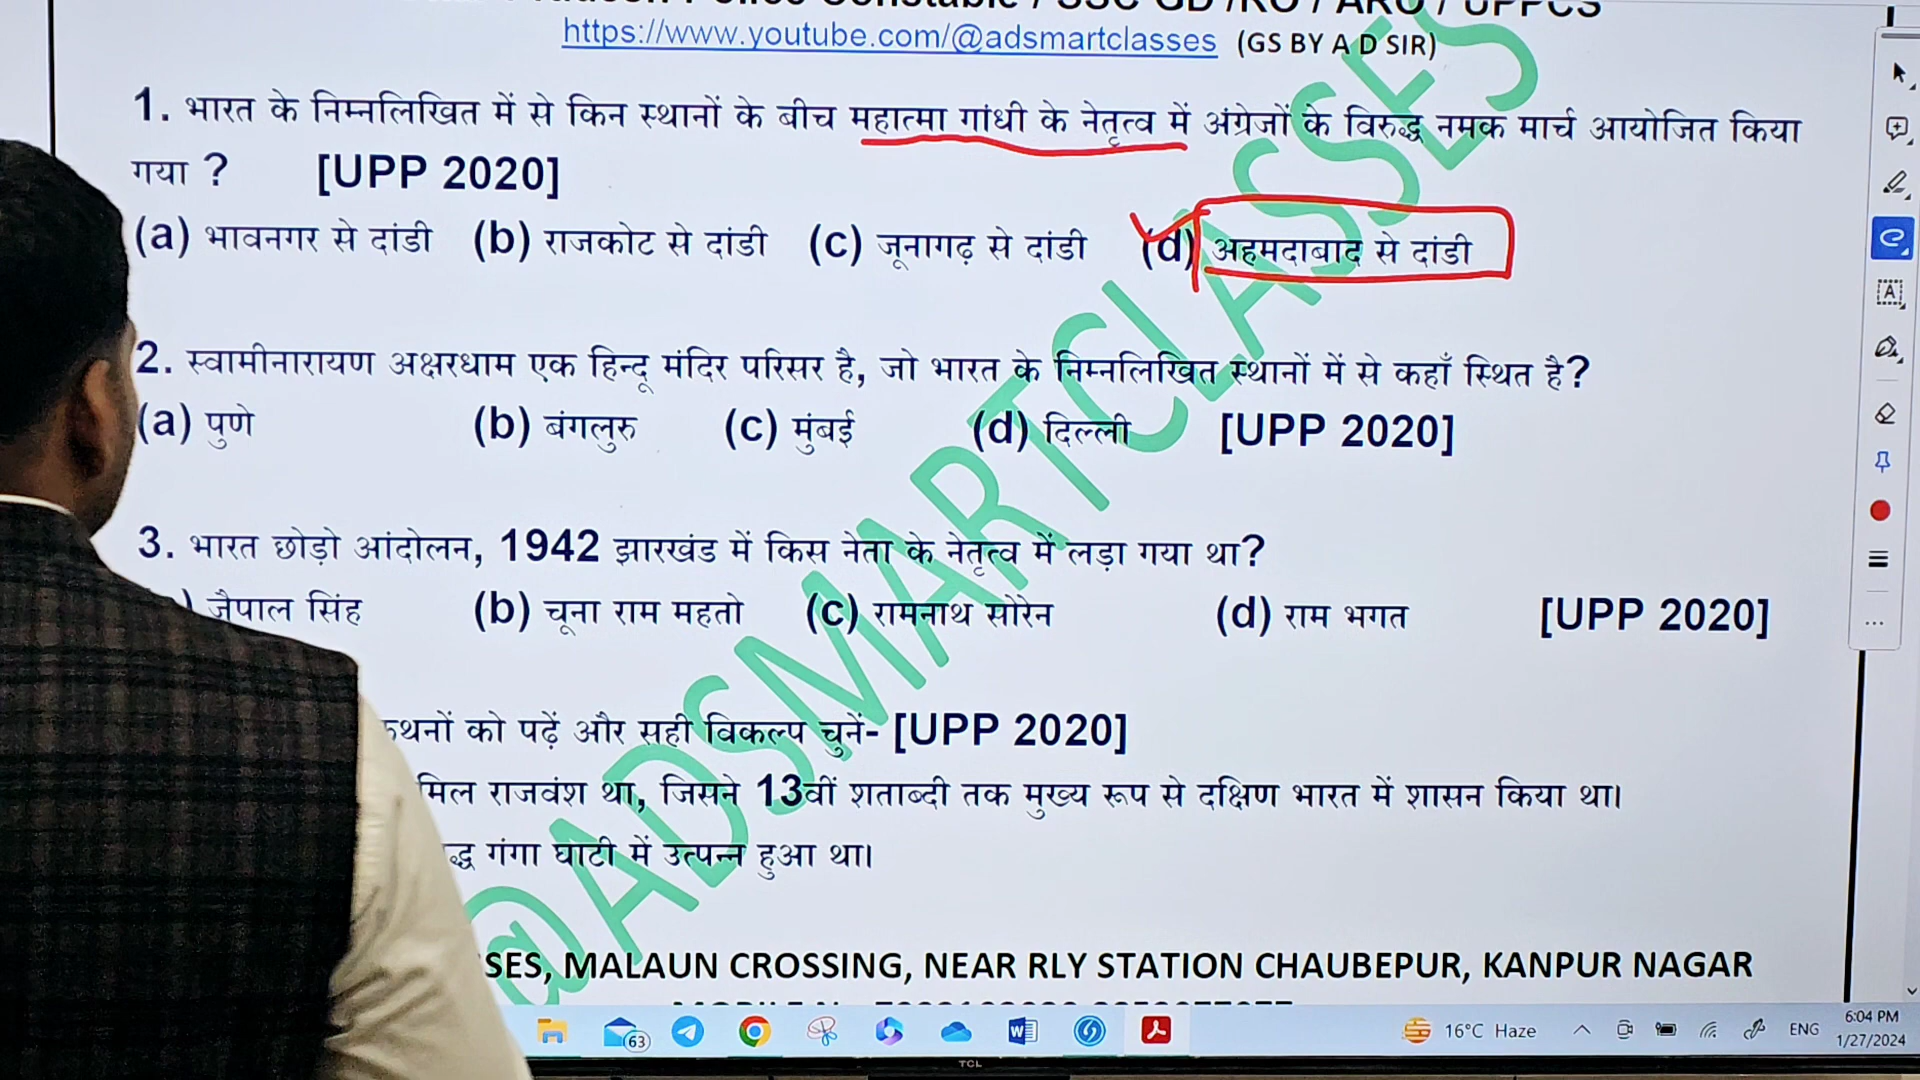 https://www.youtube.com/@adsmartclasses (GS BY A D SIR)
1. भारत के निम्नलिखित में से किन स्थानों के बीच महात्मा गांधी के नेतृत्व में अंग्रेजों के विरुद्ध नमक मार्च आयोजित किया
गया ? [UPP 2020]
(a) भावनगर से दांडी (b) राजकोट से दांडी (c) जूनागढ़ से दांडी (d) अहमदाबाद से दांडी
2. स्वामीनारायण अक्षरधाम एक हिन्दू मंदिर परिसर है, जो भारत के निम्नलिखित स्थानों में से कहाँ स्थित है?
(a) पुणे (b) बंगलुरु (c) मुंबई (d) दिल्ली [UPP 2020]
3. भारत छोड़ो आंदोलन, 1942 झारखंड में किस नेता के नेतृत्व में लड़ा गया था?
) जैपाल सिंह (b) चूना राम महतो (c) रामनाथ सोरेन (d) राम भगत [UPP 2020]
कथनों को पढ़ें और सही विकल्प चुनें- [UPP 2020]
मिल राजवंश था, जिसने 13वीं शताब्दी तक मुख्य रूप से दक्षिण भारत में शासन किया था।
द्ध गंगा घाटी में उत्पन्न हुआ था।
@ADSMARTCLASSES
SES, MALAUN CROSSING, NEAR RLY STATION CHAUBEPUR, KANPUR NAGAR
63
16°C Haze
ENG
6:04 PM
1/27/2024
TCL